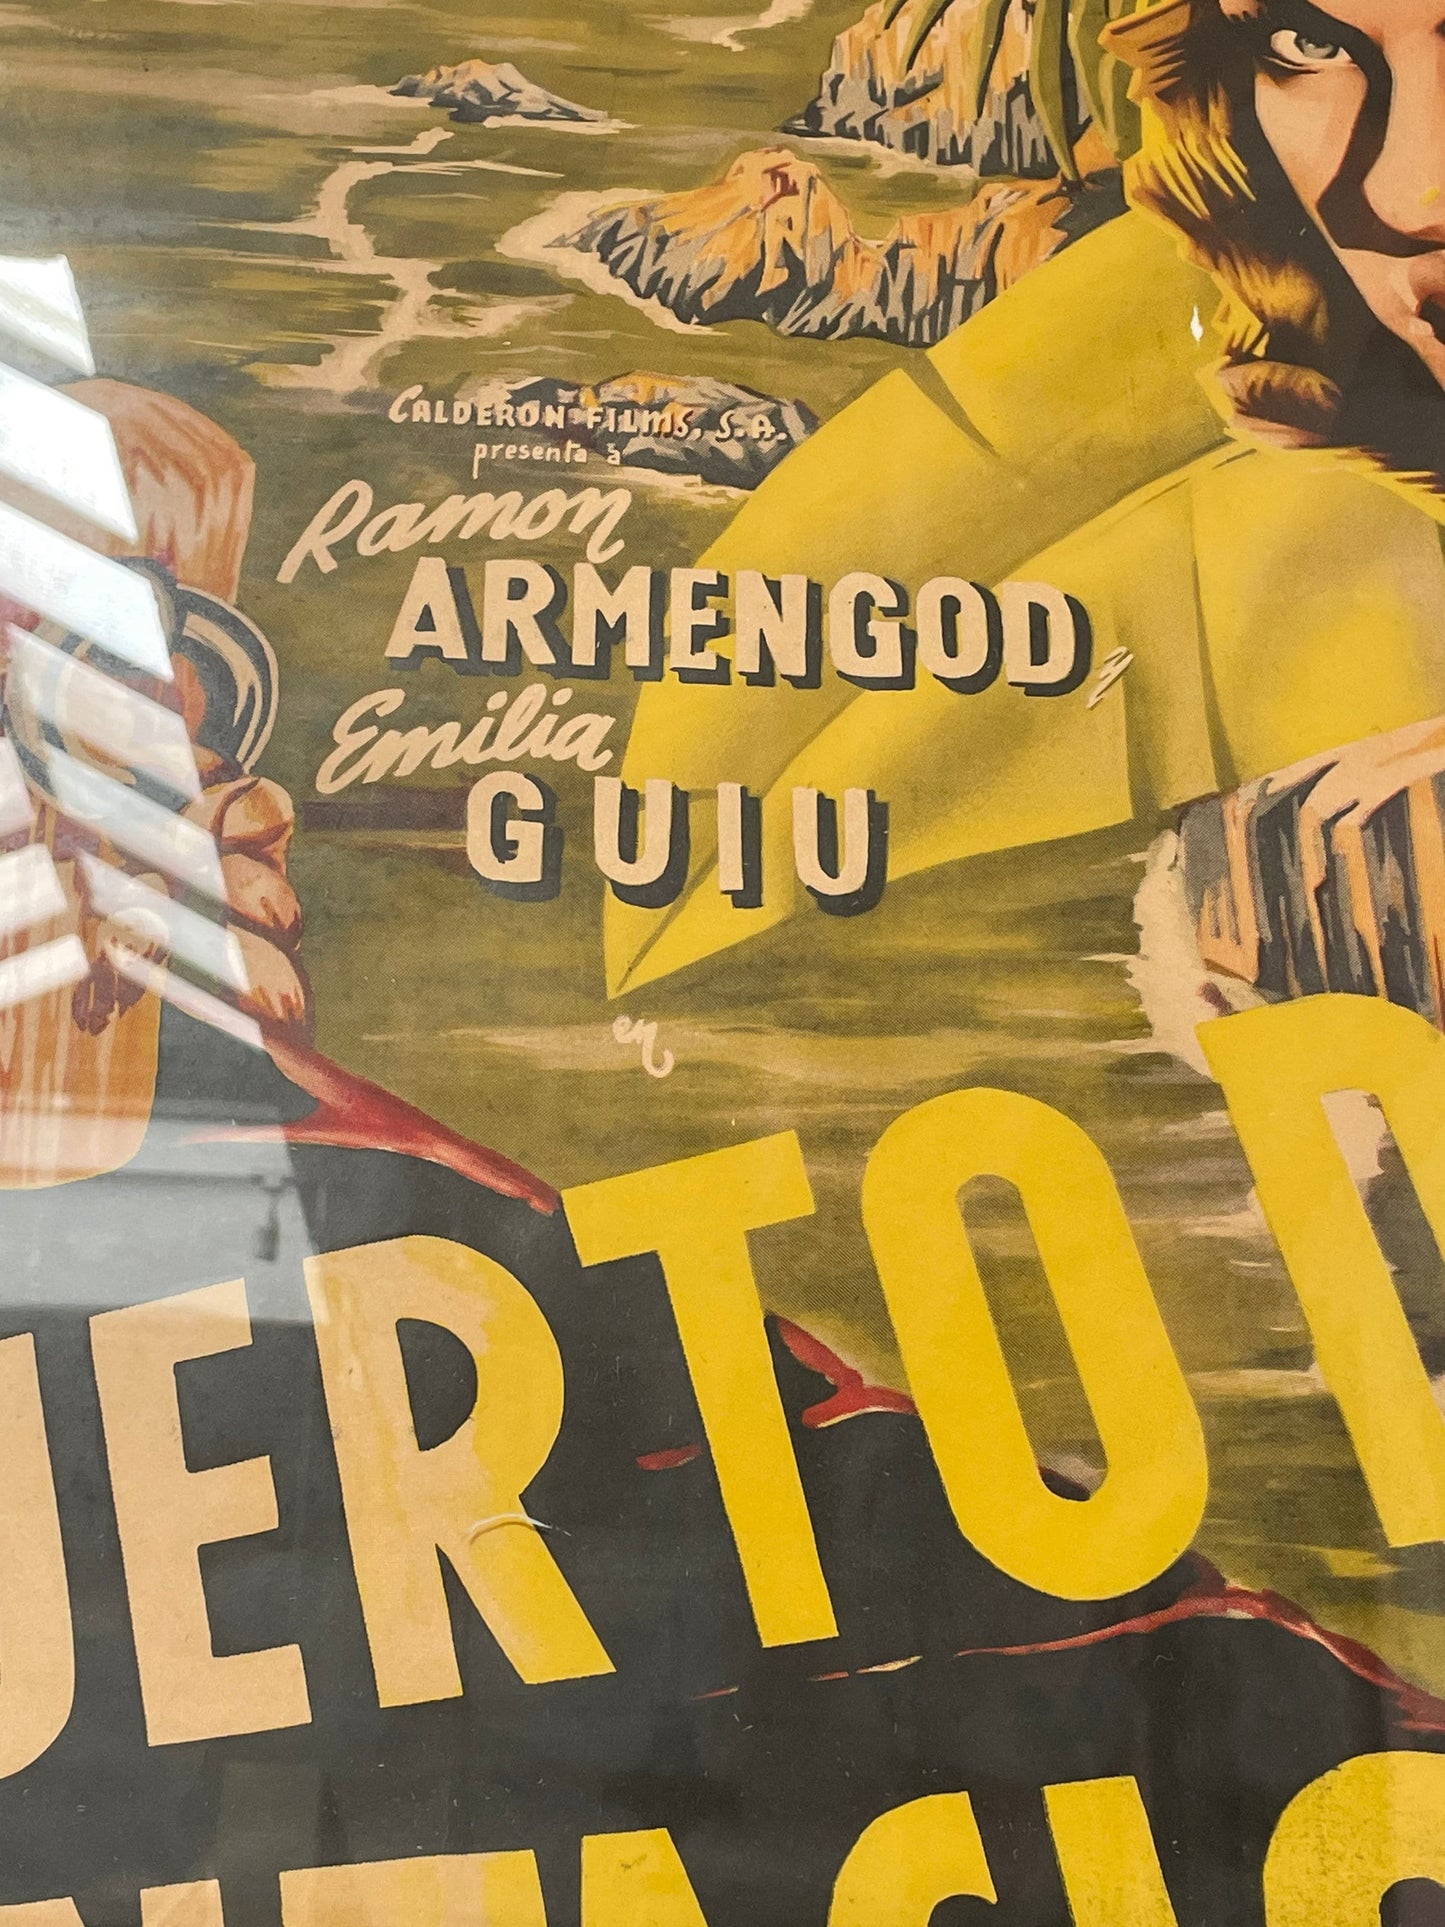 CALDERON FILMS, S.A.
presenta a
Ramon
ARMENGOD y
Emilia
GUIU
en
UERTO D